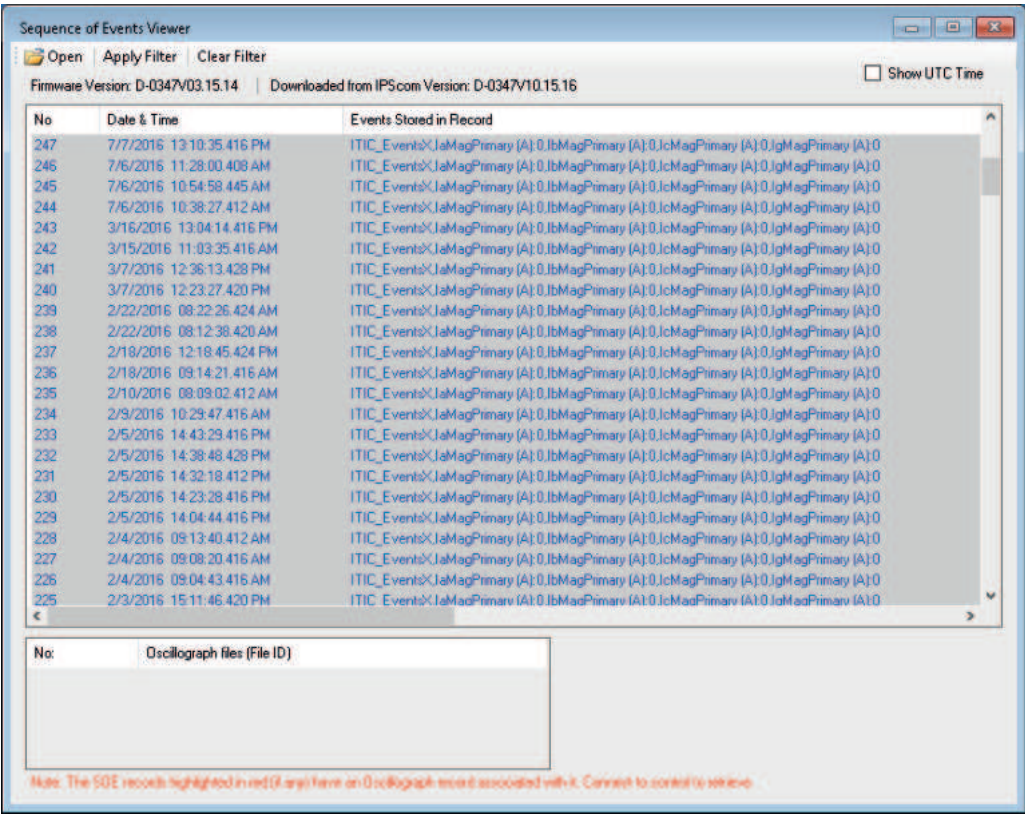 Sequence of Events Viewer
Open Apply Filter Clear Filter
Show UTC Time
Firmware Version: D-0347V03.15.14 | Downloaded from IPScom Version: D-0347V10.15.16
No Date & Time Events Stored in Record
247 7/7/2016 13:10:35.416 PM ITIC_EventsX,IaMagPrimary (A):0,IbMagPrimary (A):0,IcMagPrimary (A):0,IgMagPrimary (A):0
246 7/6/2016 11:28:00.408 AM ITIC_EventsX,IaMagPrimary (A):0,IbMagPrimary (A):0,IcMagPrimary (A):0,IgMagPrimary (A):0
245 7/6/2016 10:54:58.445 AM ITIC_EventsX,IaMagPrimary (A):0,IbMagPrimary (A):0,IcMagPrimary (A):0,IgMagPrimary (A):0
244 7/6/2016 10:38:27.412 AM ITIC_EventsX,IaMagPrimary (A):0,IbMagPrimary (A):0,IcMagPrimary (A):0,IgMagPrimary (A):0
243 3/16/2016 13:04:14.416 PM ITIC_EventsX,IaMagPrimary (A):0,IbMagPrimary (A):0,IcMagPrimary (A):0,IgMagPrimary (A):0
242 3/15/2016 11:03:35.416 AM ITIC_EventsX,IaMagPrimary (A):0,IbMagPrimary (A):0,IcMagPrimary (A):0,IgMagPrimary (A):0
241 3/7/2016 12:36:13.428 PM ITIC_EventsX,IaMagPrimary (A):0,IbMagPrimary (A):0,IcMagPrimary (A):0,IgMagPrimary (A):0
240 3/7/2016 12:23:27.420 PM ITIC_EventsX,IaMagPrimary (A):0,IbMagPrimary (A):0,IcMagPrimary (A):0,IgMagPrimary (A):0
239 2/22/2016 08:22:26.424 AM ITIC_EventsX,IaMagPrimary (A):0,IbMagPrimary (A):0,IcMagPrimary (A):0,IgMagPrimary (A):0
238 2/22/2016 08:12:38.420 AM ITIC_EventsX,IaMagPrimary (A):0,IbMagPrimary (A):0,IcMagPrimary (A):0,IgMagPrimary (A):0
237 2/18/2016 12:18:45.424 PM ITIC_EventsX,IaMagPrimary (A):0,IbMagPrimary (A):0,IcMagPrimary (A):0,IgMagPrimary (A):0
236 2/18/2016 09:14:21.416 AM ITIC_EventsX,IaMagPrimary (A):0,IbMagPrimary (A):0,IcMagPrimary (A):0,IgMagPrimary (A):0
235 2/10/2016 08:09:02.412 AM ITIC_EventsX,IaMagPrimary (A):0,IbMagPrimary (A):0,IcMagPrimary (A):0,IgMagPrimary (A):0
234 2/9/2016 10:29:47.416 AM ITIC_EventsX,IaMagPrimary (A):0,IbMagPrimary (A):0,IcMagPrimary (A):0,IgMagPrimary (A):0
233 2/5/2016 14:43:29.416 PM ITIC_EventsX,IaMagPrimary (A):0,IbMagPrimary (A):0,IcMagPrimary (A):0,IgMagPrimary (A):0
232 2/5/2016 14:38:48.428 PM ITIC_EventsX,IaMagPrimary (A):0,IbMagPrimary (A):0,IcMagPrimary (A):0,IgMagPrimary (A):0
231 2/5/2016 14:32:18.412 PM ITIC_EventsX,IaMagPrimary (A):0,IbMagPrimary (A):0,IcMagPrimary (A):0,IgMagPrimary (A):0
230 2/5/2016 14:23:28.416 PM ITIC_EventsX,IaMagPrimary (A):0,IbMagPrimary (A):0,IcMagPrimary (A):0,IgMagPrimary (A):0
229 2/5/2016 14:04:44.416 PM ITIC_EventsX,IaMagPrimary (A):0,IbMagPrimary (A):0,IcMagPrimary (A):0,IgMagPrimary (A):0
228 2/4/2016 09:13:40.412 AM ITIC_EventsX,IaMagPrimary (A):0,IbMagPrimary (A):0,IcMagPrimary (A):0,IgMagPrimary (A):0
227 2/4/2016 09:08:20.416 AM ITIC_EventsX,IaMagPrimary (A):0,IbMagPrimary (A):0,IcMagPrimary (A):0,IgMagPrimary (A):0
226 2/4/2016 09:04:43.416 AM ITIC_EventsX,IaMagPrimary (A):0,IbMagPrimary (A):0,IcMagPrimary (A):0,IgMagPrimary (A):0
225 2/3/2016 15:11:46.420 PM ITIC_EventsX,IaMagPrimary (A):0,IbMagPrimary (A):0,IcMagPrimary (A):0,IgMagPrimary (A):0
No: Oscillograph files (File ID)
Note: The SOE records highlighted in red (if any) have an Oscillograph record associated with it. Connect to control to retrieve